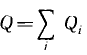 Q = ∑_i Q_i